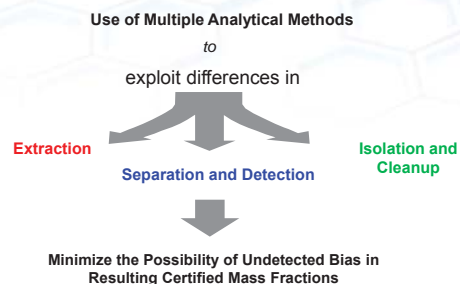 Use of Multiple Analytical Methods
to
exploit differences in
Extraction
Separation and Detection
Isolation and
Cleanup
Minimize the Possibility of Undetected Bias in
Resulting Certified Mass Fractions